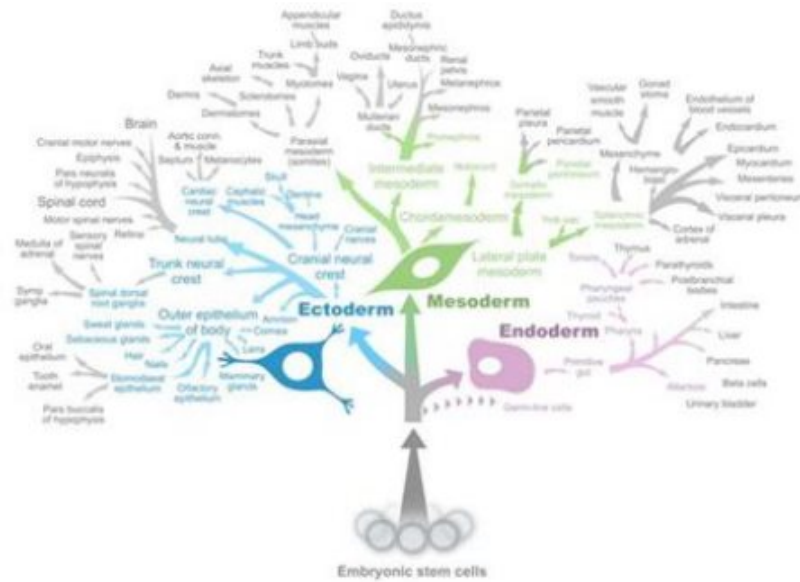 Appendicular
muscles
Limb buds
Trunk
muscles
Axial
skeleton
Myotomes
Dermis
Sclerotomes
Dermatomes
Paraxial
mesoderm
(somites)
Ductus
epididymis
Mesonephric
ducts
Oviducts
Renal
pelvis
Vagina
Uterus
Metanephros
Mullerian
ducts
Mesonephros
Pronephros
Intermediate
mesoderm
Notochord
Chordamesoderm
Parietal
pleura
Parietal
pericardium
Parietal
peritoneum
Somatic
mesoderm
Yolk sac
Splanchnic
mesoderm
Lateral plate
mesoderm
Vascular
smooth
muscle
Gonad
stroma
Endothelium of
blood vessels
Endocardium
Mesenchyme
Epicardium
Myocardium
Mesenteries
Visceral peritoneum
Visceral pleura
Cortex of
adrenal
Brain
Cranial motor nerves
Epiphysis
Pars neuralis
of hypophysis
Spinal cord
Motor spinal nerves
Retina
Neural tube
Aortic conn.
& muscle
Septum
Melanocytes
Cardiac
neural
crest
Cephalic
muscles
Skull
Dentine
Head
mesenchyme
Cranial
nerves
Cranial neural
crest
Medulla of
adrenal
Sensory
spinal
nerves
Symp
ganglia
Spinal dorsal
root ganglia
Trunk neural
crest
Outer epithelium
of body
Amnion
Cornea
Lens
Sweat glands
Sebaceous glands
Hair
Nails
Mammary
glands
Olfactory
epithelium
Stomodaeal
epithelium
Oral
epithelium
Tooth
enamel
Pars buccalis
of hypophysis
Ectoderm
Mesoderm
Endoderm
Thymus
Tonsils
Parathyroids
Postbranchial
bodies
Pharyngeal
pouches
Thyroid
Pharynx
Primitive
gut
Intestine
Liver
Pancreas
Beta cells
Allantois
Urinary bladder
Germ-line cells
Embryonic stem cells